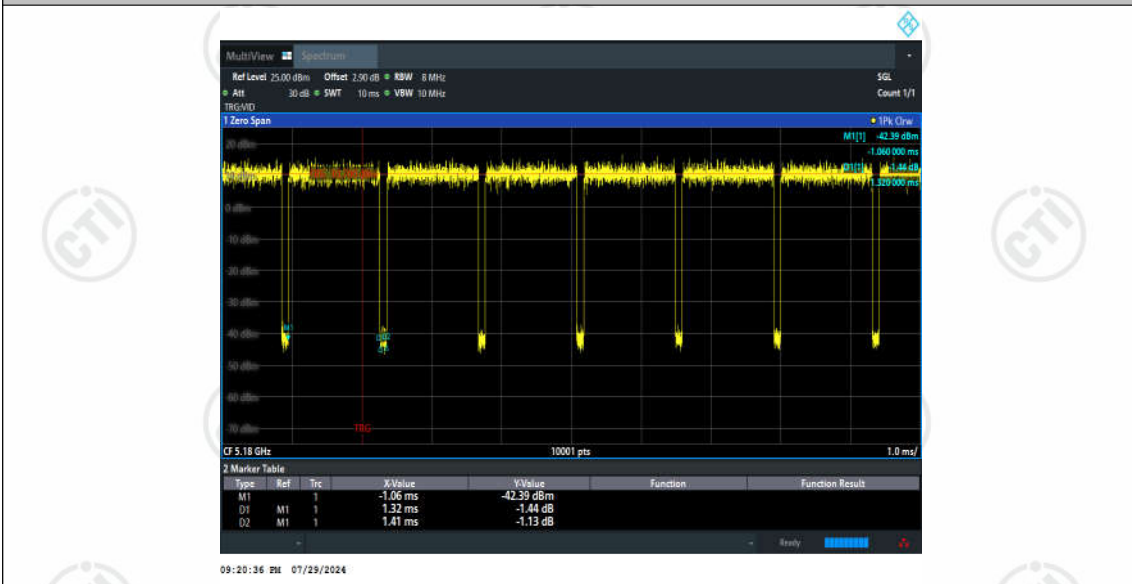 MultiView Spectrum
Ref Level 25.00 dBm Offset 2.90 dB RBW 8 MHz SGL
Att 30 dB SWT 10 ms VBW 10 MHz Count 1/1
TRG:VID
1 Zero Span 1Pk Clrw
M1[1] -42.39 dBm
-1.060 000 ms
20 dBm
D1[1] -1.44 dB
1.320 000 ms
0 dBm
-10 dBm
-20 dBm
-30 dBm
M1
-40 dBm
-50 dBm
-60 dBm
-70 dBm
TRG
CF 5.18 GHz 10001 pts 1.0 ms/
2 Marker Table
Type Ref Trc X-Value Y-Value Function Function Result
M1 1 -1.06 ms -42.39 dBm
D1 M1 1 1.32 ms -1.44 dB
D2 M1 1 1.41 ms -1.13 dB
Ready
09:20:36 PM 07/29/2024
CTI
CTI